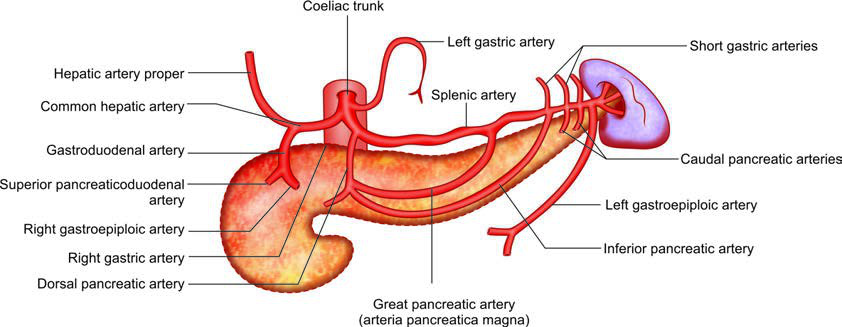 Coeliac trunk
Left gastric artery
Short gastric arteries
Hepatic artery proper
Splenic artery
Common hepatic artery
Gastroduodenal artery
Caudal pancreatic arteries
Superior pancreaticoduodenal
artery
Left gastroepiploic artery
Right gastroepiploic artery
Inferior pancreatic artery
Right gastric artery
Dorsal pancreatic artery
Great pancreatic artery
(arteria pancreatica magna)